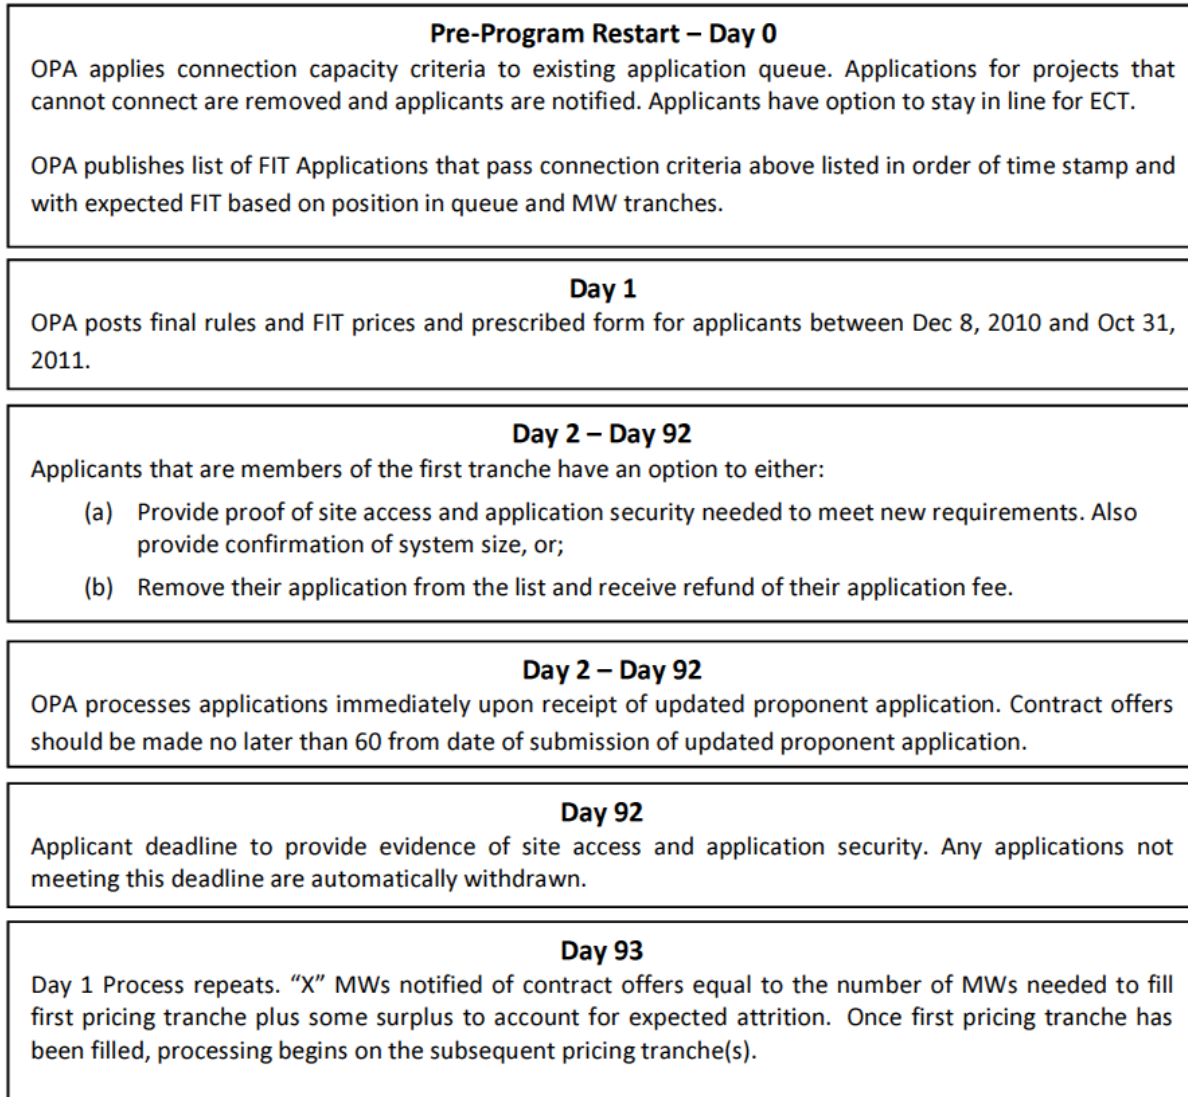 Pre-Program Restart – Day 0
OPA applies connection capacity criteria to existing application queue. Applications for projects that
cannot connect are removed and applicants are notified. Applicants have option to stay in line for ECT.
OPA publishes list of FIT Applications that pass connection criteria above listed in order of time stamp and
with expected FIT based on position in queue and MW tranches.
Day 1
OPA posts final rules and FIT prices and prescribed form for applicants between Dec 8, 2010 and Oct 31,
2011.
Day 2 – Day 92
Applicants that are members of the first tranche have an option to either:
(a) Provide proof of site access and application security needed to meet new requirements. Also
provide confirmation of system size, or;
(b) Remove their application from the list and receive refund of their application fee.
Day 2 – Day 92
OPA processes applications immediately upon receipt of updated proponent application. Contract offers
should be made no later than 60 from date of submission of updated proponent application.
Day 92
Applicant deadline to provide evidence of site access and application security. Any applications not
meeting this deadline are automatically withdrawn.
Day 93
Day 1 Process repeats. “X” MWs notified of contract offers equal to the number of MWs needed to fill
first pricing tranche plus some surplus to account for expected attrition. Once first pricing tranche has
been filled, processing begins on the subsequent pricing tranche(s).